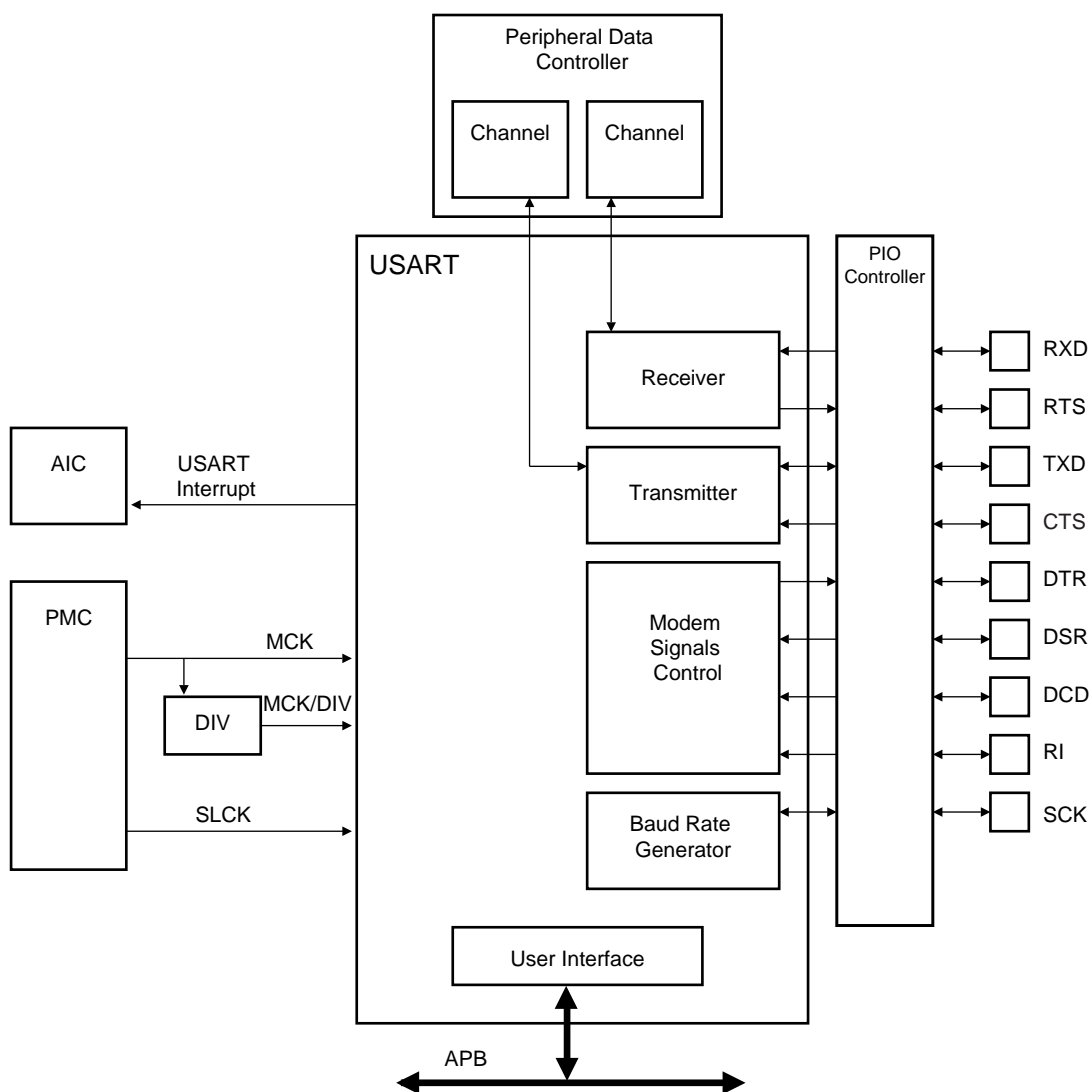 Peripheral Data
Controller
Channel
Channel
USART
PIO
Controller
RXD
Receiver
RTS
AIC
USART
Interrupt
TXD
Transmitter
CTS
DTR
PMC
Modem
Signals
Control
MCK
DSR
DIV
MCK/DIV
DCD
RI
SLCK
Baud Rate
Generator
SCK
User Interface
APB